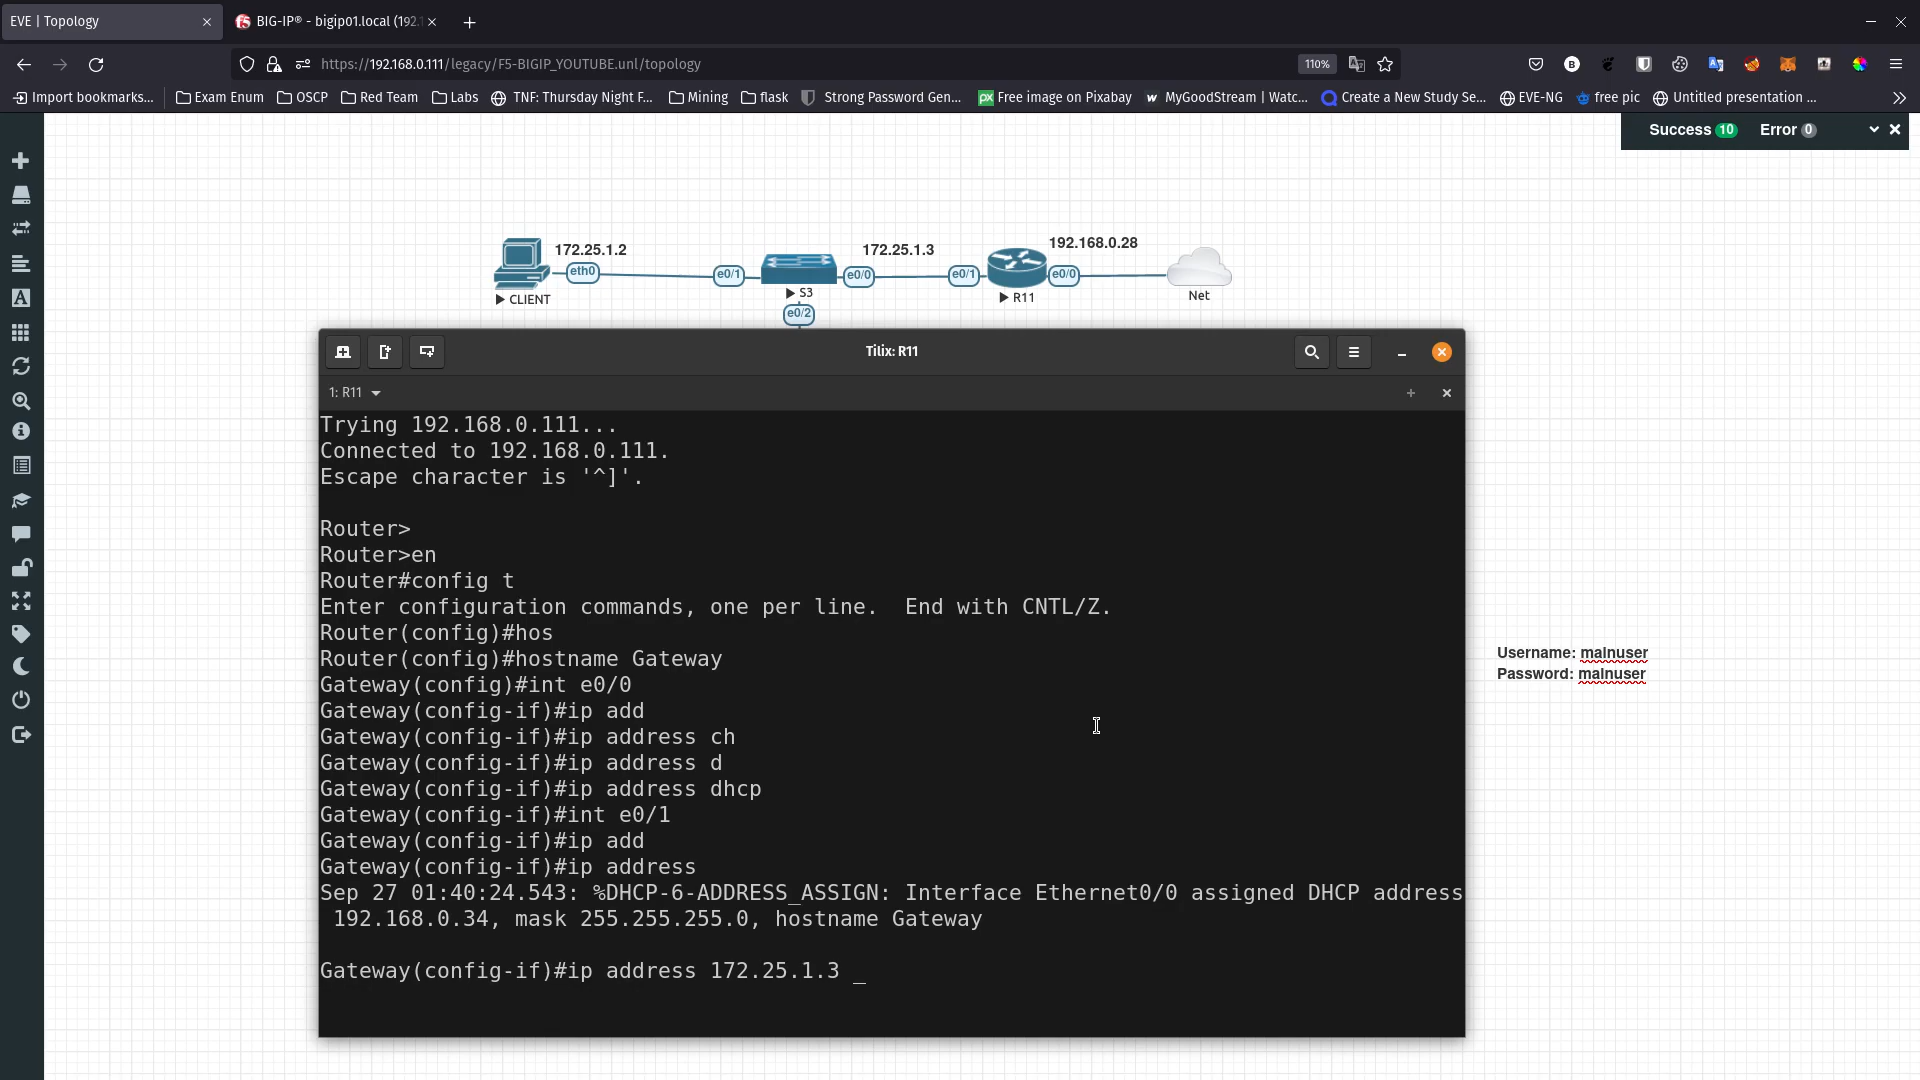 EVE | Topology
BIG-IP® - bigip01.local (192.1
https://192.168.0.111/legacy/F5-BIGIP_YOUTUBE.unl/topology
110%
Import bookmarks...
Exam Enum
OSCP
Red Team
Labs
TNF: Thursday Night F...
Mining
flask
Strong Password Gen...
Free image on Pixabay
MyGoodStream | Watc...
Create a New Study Se...
EVE-NG
free pic
Untitled presentation ...
Success 10 Error 0
172.25.1.2
172.25.1.3
192.168.0.28
eth0
e0/1
e0/0
e0/1
e0/0
CLIENT
S3
R11
Net
e0/2
Tilix: R11
1: R11
Trying 192.168.0.111...
Connected to 192.168.0.111.
Escape character is '^]'.
Router>
Router>en
Router#config t
Enter configuration commands, one per line.  End with CNTL/Z.
Router(config)#hos
Router(config)#hostname Gateway
Gateway(config)#int e0/0
Gateway(config-if)#ip add
Gateway(config-if)#ip address ch
Gateway(config-if)#ip address d
Gateway(config-if)#ip address dhcp
Gateway(config-if)#int e0/1
Gateway(config-if)#ip add
Gateway(config-if)#ip address
Sep 27 01:40:24.543: %DHCP-6-ADDRESS_ASSIGN: Interface Ethernet0/0 assigned DHCP address
192.168.0.34, mask 255.255.255.0, hostname Gateway
Gateway(config-if)#ip address 172.25.1.3 _
Username: mainuser
Password: mainuser